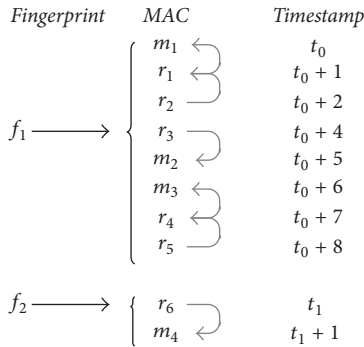 Fingerprint MAC Timestamp
m₁ t₀
r₁ t₀ + 1
r₂ t₀ + 2
f₁ r₃ t₀ + 4
m₂ t₀ + 5
m₃ t₀ + 6
r₄ t₀ + 7
r₅ t₀ + 8
f₂ r₆ t₁
m₄ t₁ + 1